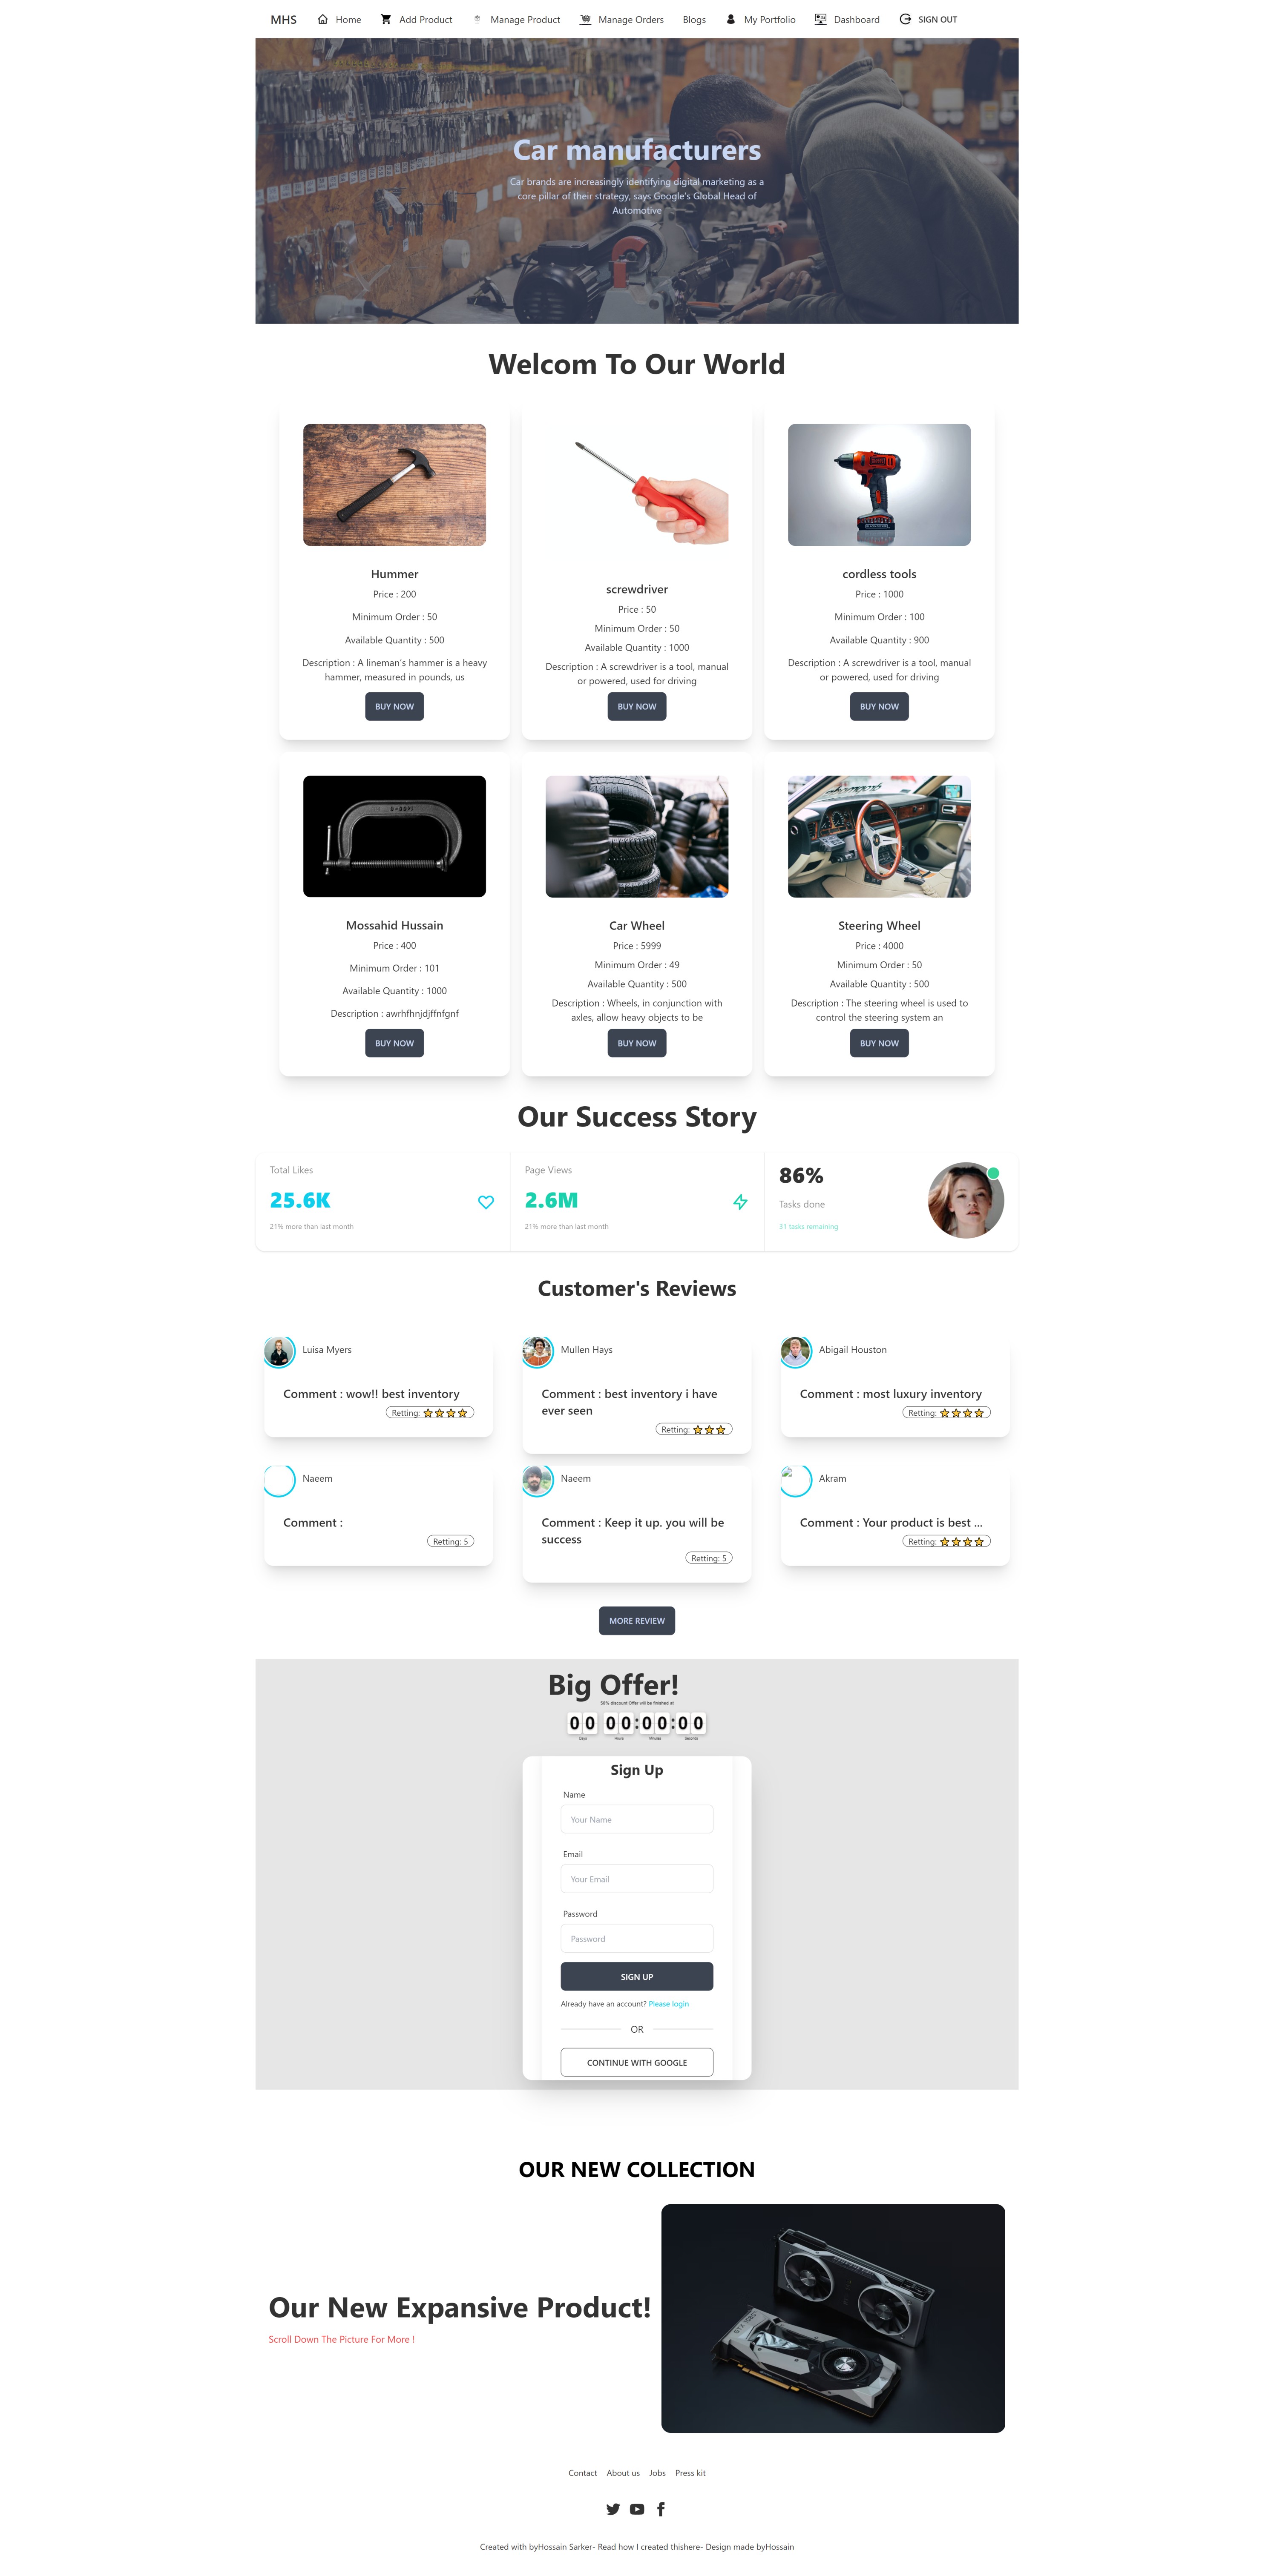 MHS Home Add Product Manage Product Manage Orders Blogs My Portfolio Dashboard SIGN OUT
Car manufacturers
Car brands are increasingly identifying digital marketing as a
core pillar of their strategy, says Google's Global Head of
Automotive
Welcom To Our World
Hummer
Price : 200
Minimum Order : 50
Available Quantity : 500
Description : A lineman's hammer is a heavy
hammer, measured in pounds, us
BUY NOW
screwdriver
Price : 50
Minimum Order : 50
Available Quantity : 1000
Description : A screwdriver is a tool, manual
or powered, used for driving
BUY NOW
cordless tools
Price : 1000
Minimum Order : 100
Available Quantity : 900
Description : A screwdriver is a tool, manual
or powered, used for driving
BUY NOW
Mossahid Hussain
Price : 400
Minimum Order : 101
Available Quantity : 1000
Description : awrhfhnjdjffnfgnf
BUY NOW
Car Wheel
Price : 5999
Minimum Order : 49
Available Quantity : 500
Description : Wheels, in conjunction with
axles, allow heavy objects to be
BUY NOW
Steering Wheel
Price : 4000
Minimum Order : 50
Available Quantity : 500
Description : The steering wheel is used to
control the steering system an
BUY NOW
Our Success Story
Total Likes
25.6K
21% more than last month
Page Views
2.6M
21% more than last month
86%
Tasks done
31 tasks remaining
Customer's Reviews
Luisa Myers
Comment : wow!! best inventory
Retting:
Mullen Hays
Comment : best inventory i have
ever seen
Retting:
Abigail Houston
Comment : most luxury inventory
Retting:
Naeem
Comment :
Retting: 5
Naeem
Comment : Keep it up. you will be
success
Retting: 5
Akram
Comment : Your product is best ...
Retting:
MORE REVIEW
Big Offer!
50% discount Offer will be finished at
00 00:00:00
Days Hours Minutes Seconds
Sign Up
Name
Your Name
Email
Your Email
Password
Password
SIGN UP
Already have an account? Please login
OR
CONTINUE WITH GOOGLE
OUR NEW COLLECTION
Our New Expansive Product!
Scroll Down The Picture For More !
Contact About us Jobs Press kit
Created with byHossain Sarker- Read how I created thishere- Design made byHossain